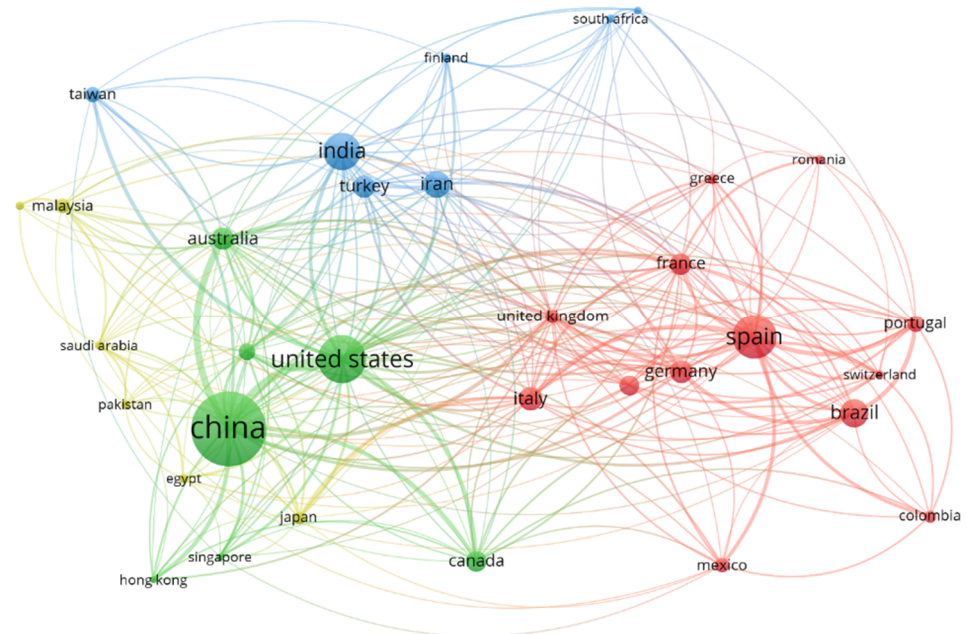 south africa
finland
taiwan
india
romania
greece
turkey
iran
malaysia
australia
france
united kingdom
portugal
spain
saudi arabia
united states
germany
switzerland
italy
pakistan
brazil
china
egypt
japan
colombia
singapore
canada
mexico
hong kong